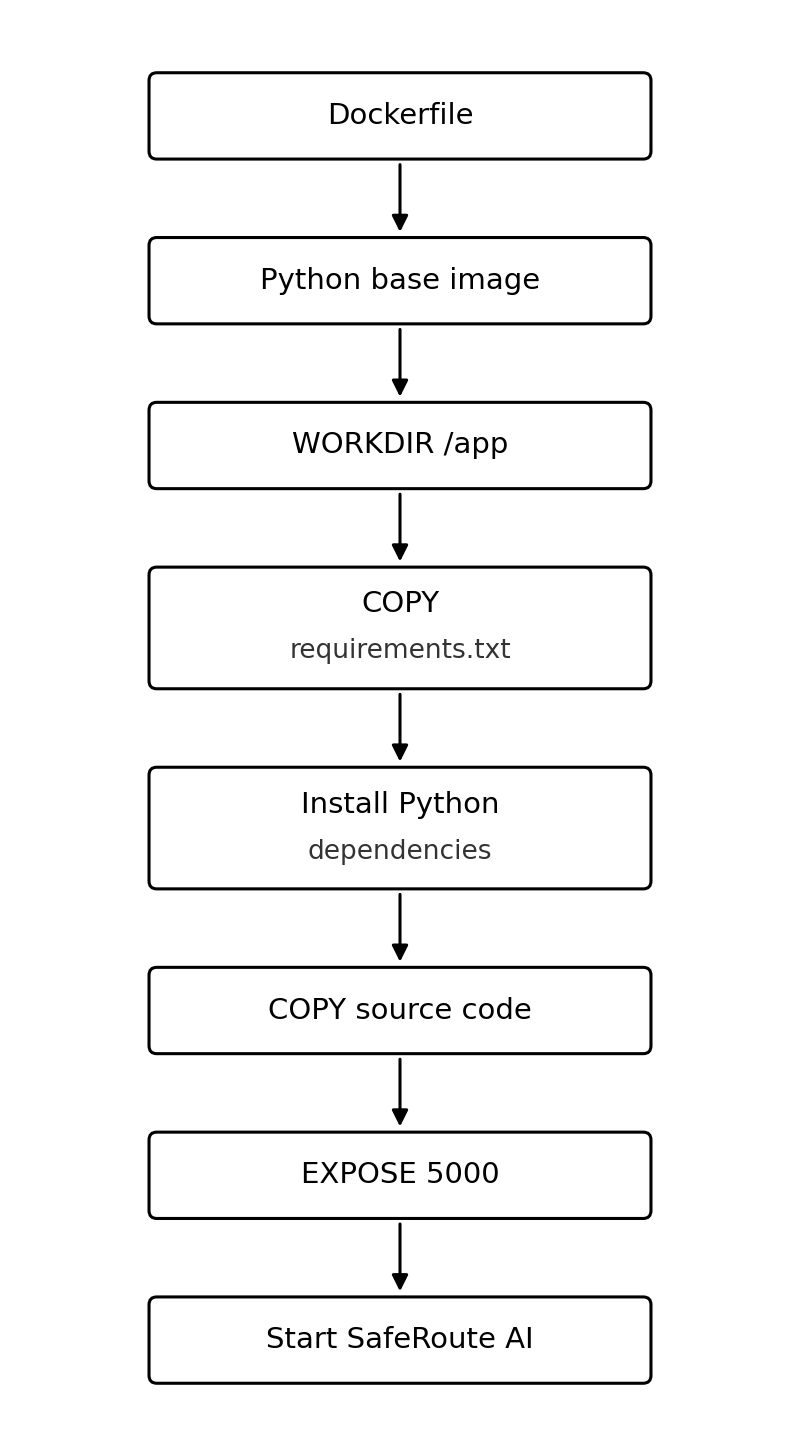 Dockerfile
Python base image
WORKDIR /app
COPY
requirements.txt
Install Python
dependencies
COPY source code
EXPOSE 5000
Start SafeRoute AI